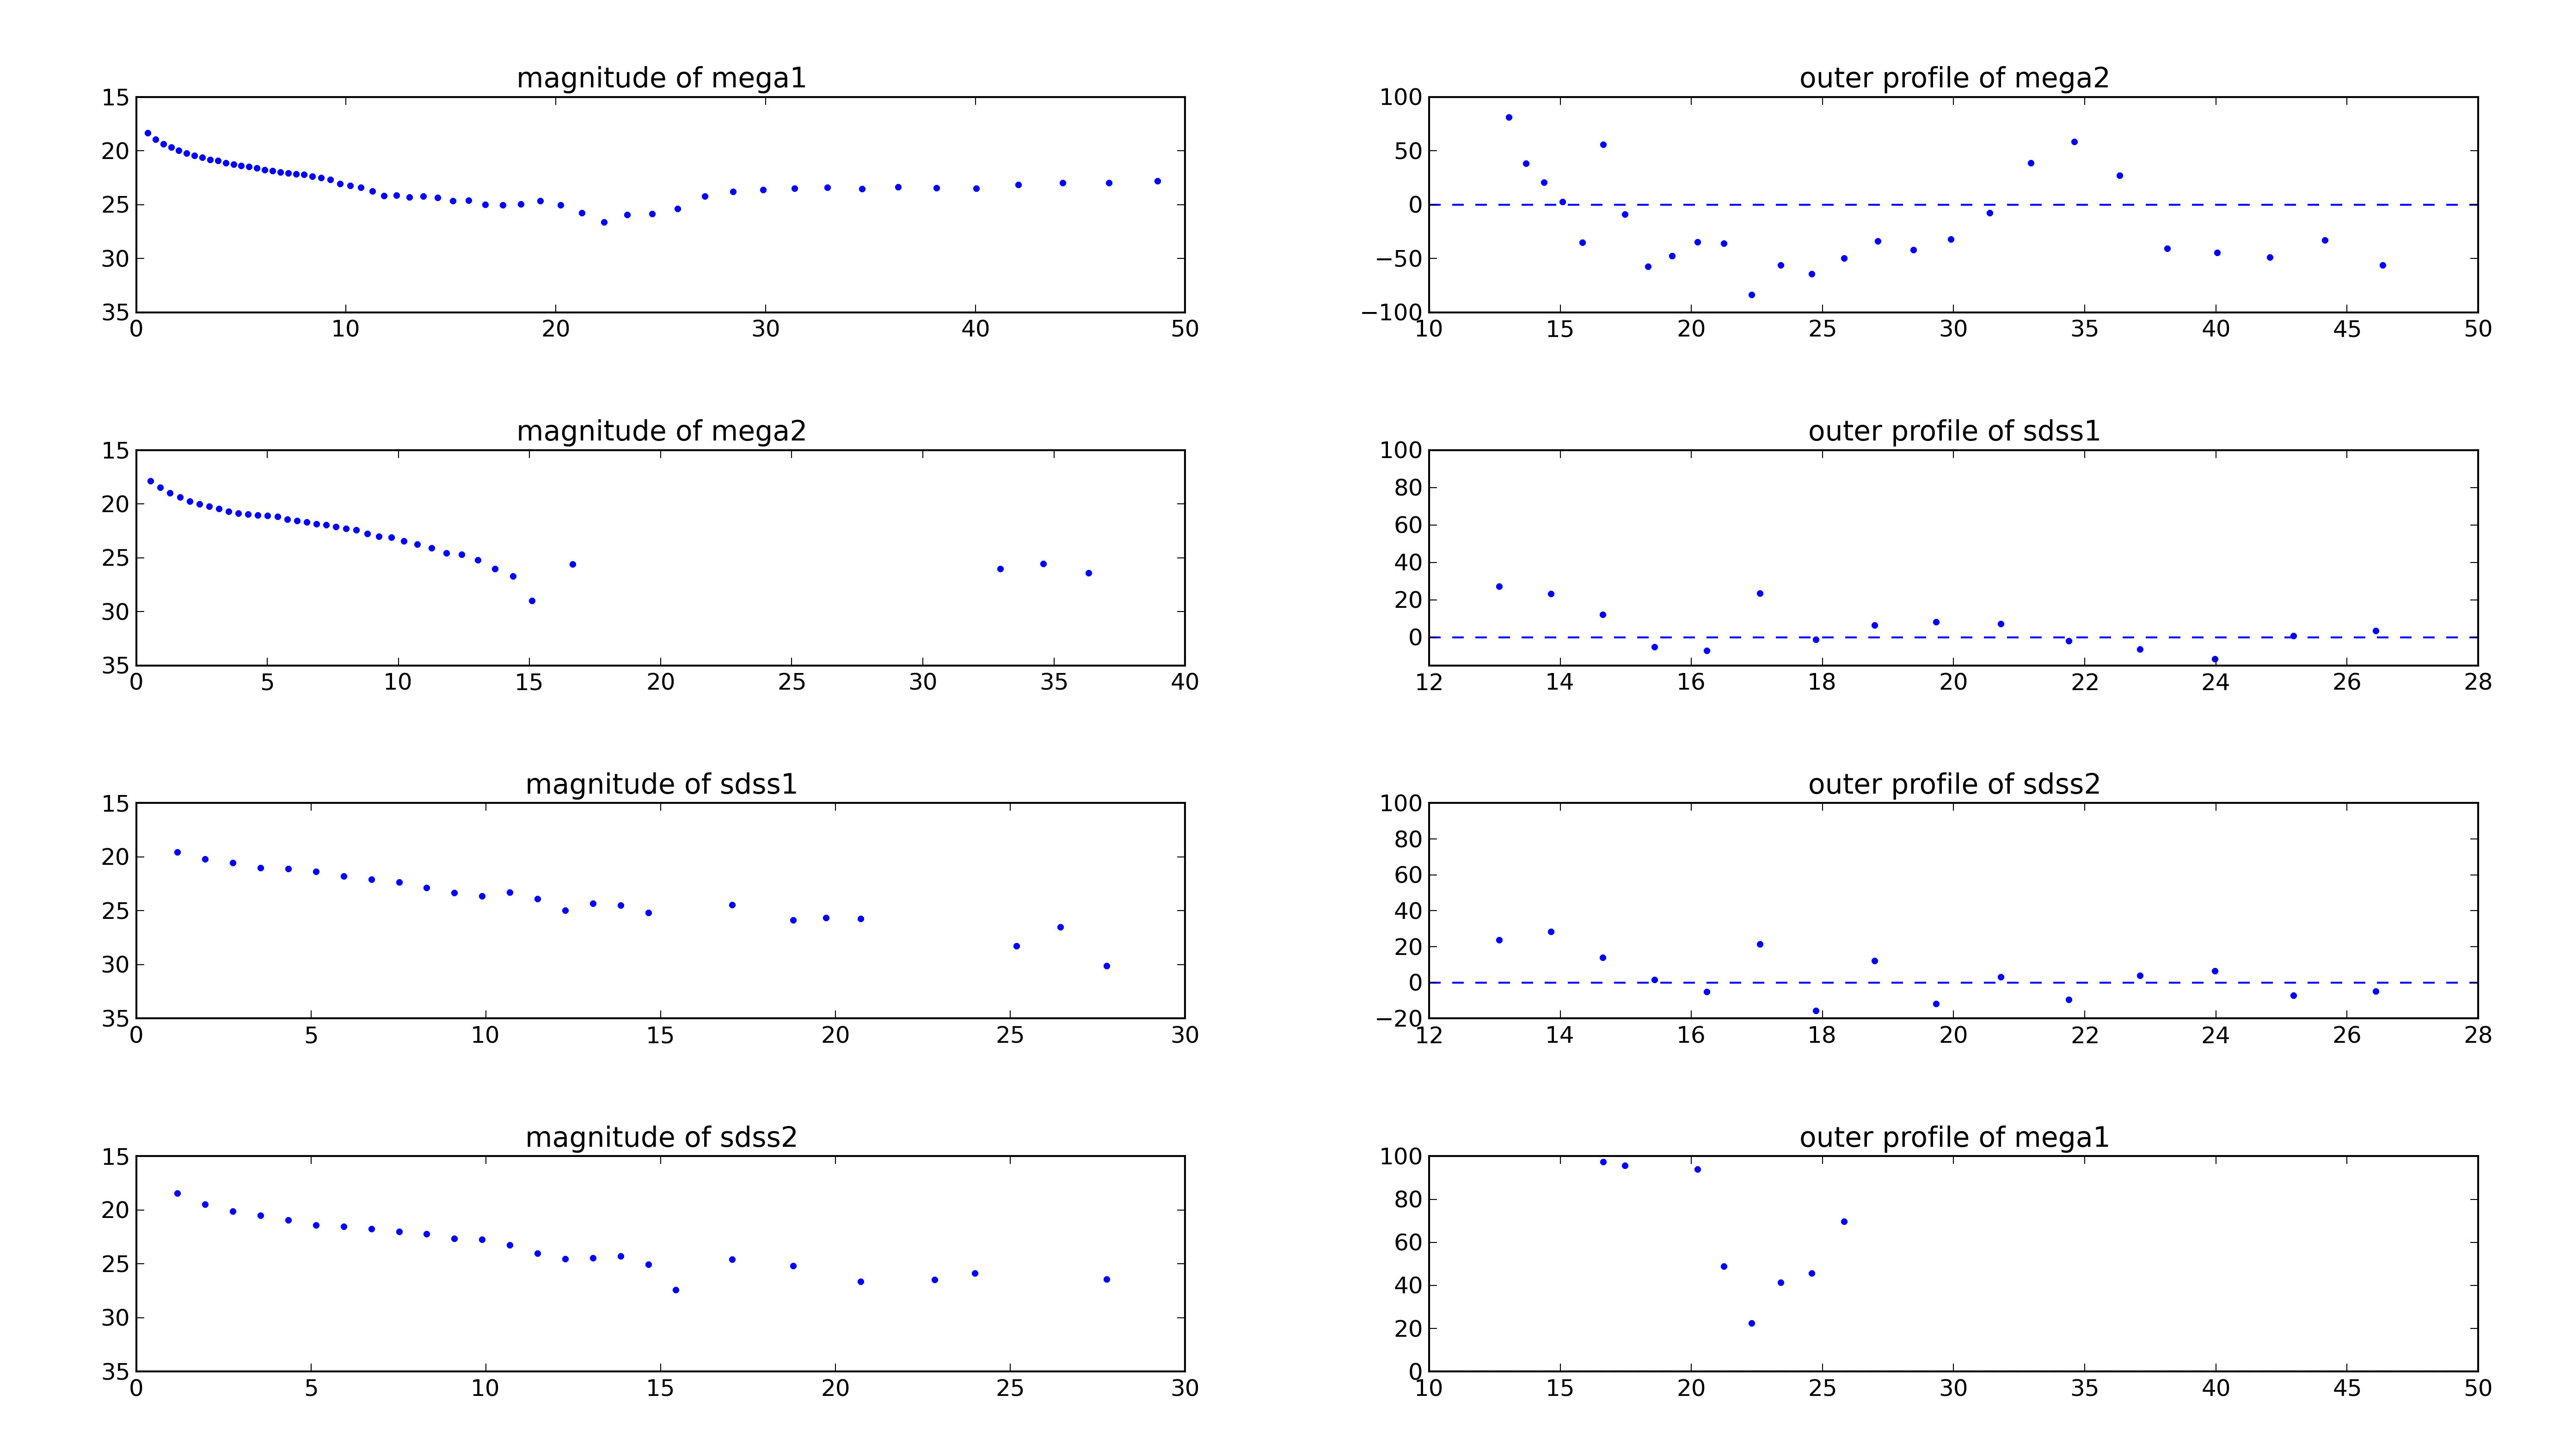 magnitude of mega1
15
20
25
30
35
0 10 20 30 40 50
outer profile of mega2
100
50
0
−50
−100
10 15 20 25 30 35 40 45 50
magnitude of mega2
15
20
25
30
35
0 5 10 15 20 25 30 35 40
outer profile of sdss1
100
80
60
40
20
0
12 14 16 18 20 22 24 26 28
magnitude of sdss1
15
20
25
30
35
0 5 10 15 20 25 30
outer profile of sdss2
100
80
60
40
20
0
−20
12 14 16 18 20 22 24 26 28
magnitude of sdss2
15
20
25
30
35
0 5 10 15 20 25 30
outer profile of mega1
100
80
60
40
20
0
10 15 20 25 30 35 40 45 50